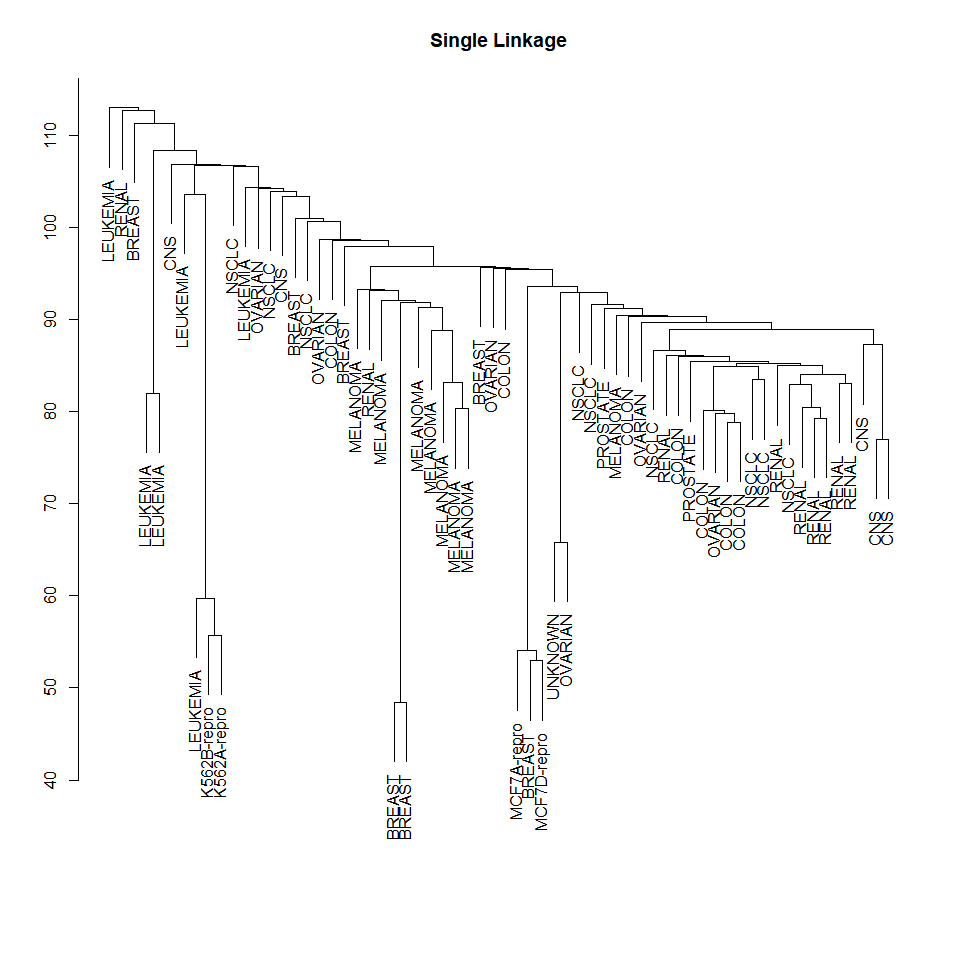 Single Linkage
110
100
90
80
70
60
50
40
LEUKEMIA
RENAL
BREAST
LEUKEMIA
LEUKEMIA
CNS
LEUKEMIA
LEUKEMIA
K562B-repro
K562A-repro
NSCLC
LEUKEMIA
OVARIAN
NSCLC
CNS
BREAST
NSCLC
OVARIAN
COLON
BREAST
MELANOMA
RENAL
MELANOMA
BREAST
BREAST
MELANOMA
MELANOMA
MELANOMA
MELANOMA
MELANOMA
BREAST
OVARIAN
COLON
MCF7A-repro
BREAST
MCF7D-repro
UNKNOWN
OVARIAN
NSCLC
NSCLC
PROSTATE
MELANOMA
COLON
OVARIAN
NSCLC
RENAL
COLON
PROSTATE
COLON
OVARIAN
COLON
COLON
NSCLC
NSCLC
RENAL
NSCLC
RENAL
RENAL
RENAL
RENAL
RENAL
CNS
CNS
CNS